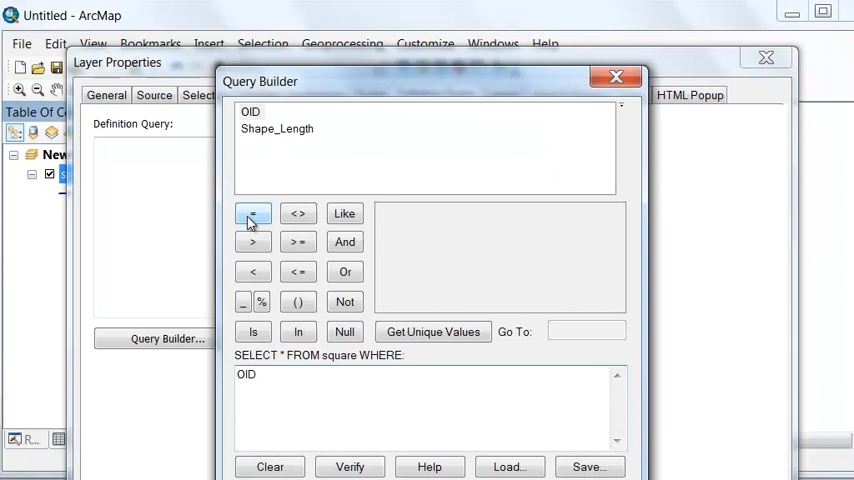 Untitled - ArcMap
File Edit View Bookmarks Insert Selection Geoprocessing Customize Windows Help
Layer Properties
Query Builder
Table Of C
General Source Select
HTML Popup
OID
Definition Query:
Shape_Length
New
s
= <> Like
> >= And
< <= Or
_ % () Not
Is In Null Get Unique Values Go To:
Query Builder...
SELECT * FROM square WHERE:
OID
R...
Clear Verify Help Load... Save...